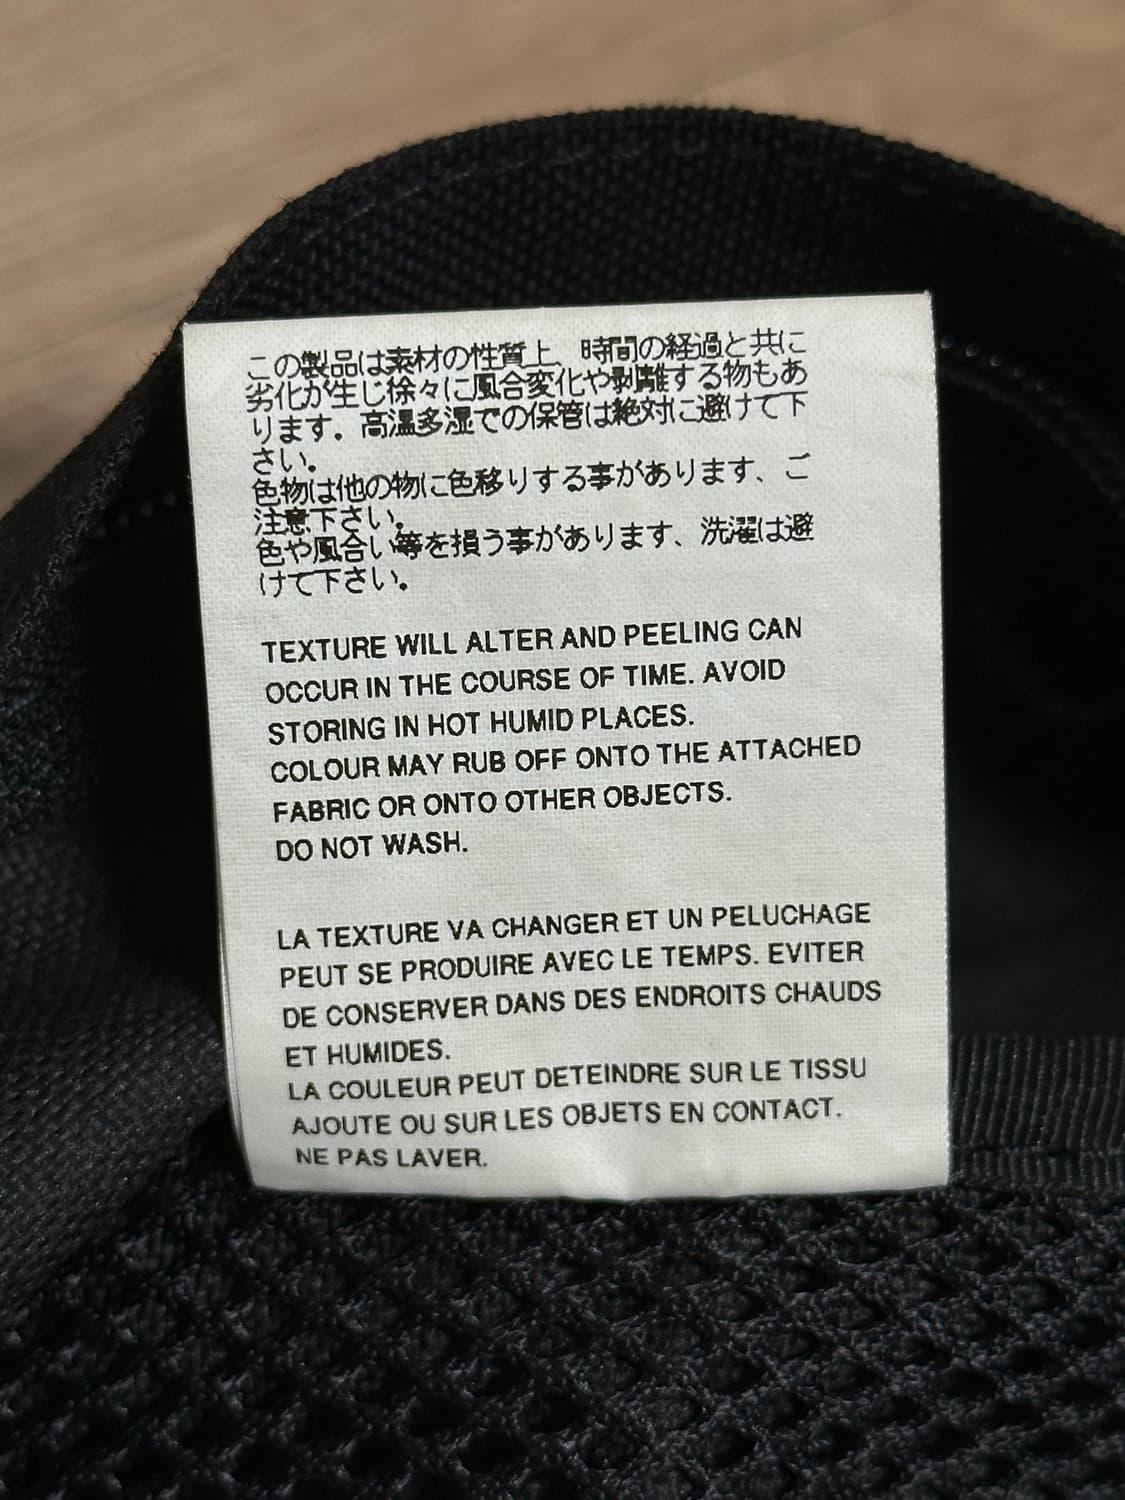 この製品は素材の性質上、時間の経過と共に
劣化が生じ徐々に風合変化や剥離する物もあ
ります。高温多湿での保管は絶対に避けて下
さい。
色物は他の物に色移りする事があります、ご
注意下さい。
色や風合い等を損う事があります、洗濯は避
けて下さい。
TEXTURE WILL ALTER AND PEELING CAN
OCCUR IN THE COURSE OF TIME. AVOID
STORING IN HOT HUMID PLACES.
COLOUR MAY RUB OFF ONTO THE ATTACHED
FABRIC OR ONTO OTHER OBJECTS.
DO NOT WASH.
LA TEXTURE VA CHANGER ET UN PELUCHAGE
PEUT SE PRODUIRE AVEC LE TEMPS. EVITER
DE CONSERVER DANS DES ENDROITS CHAUDS
ET HUMIDES.
LA COULEUR PEUT DETEINDRE SUR LE TISSU
AJOUTE OU SUR LES OBJETS EN CONTACT.
NE PAS LAVER.